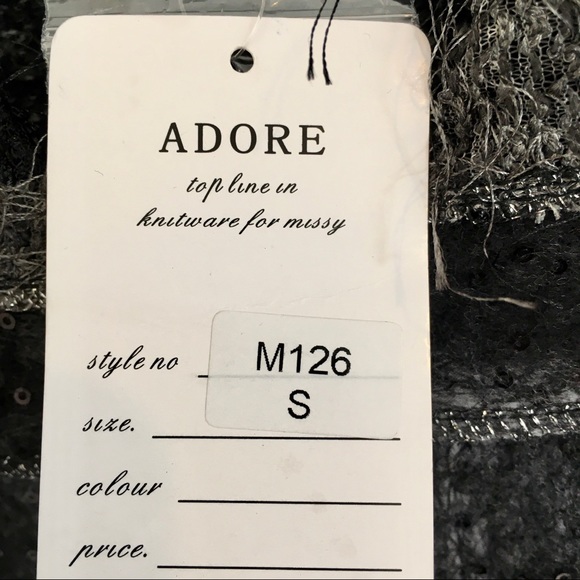 ADORE
top line in
knitware for missy
style no M126
size. S
colour
price.